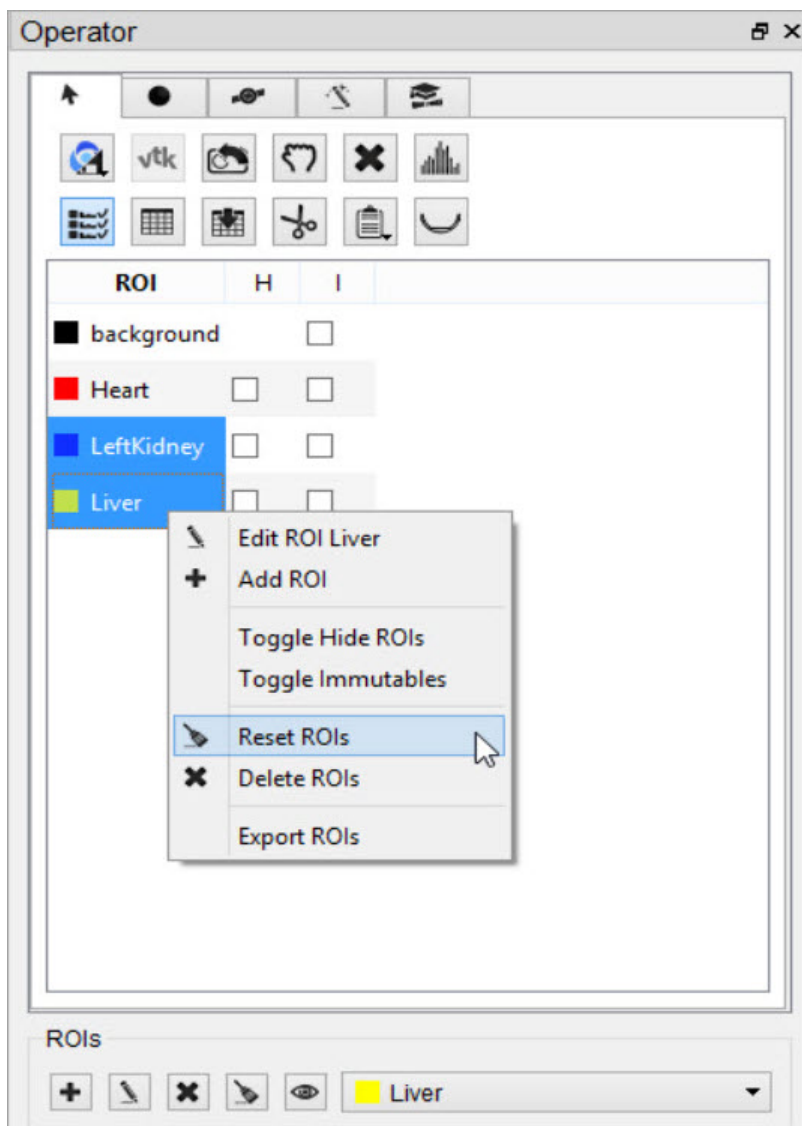 Operator
vtk
ROI H I
background
Heart
LeftKidney
Liver
Edit ROI Liver
Add ROI
Toggle Hide ROIs
Toggle Immutables
Reset ROIs
Delete ROIs
Export ROIs
ROIs
Liver